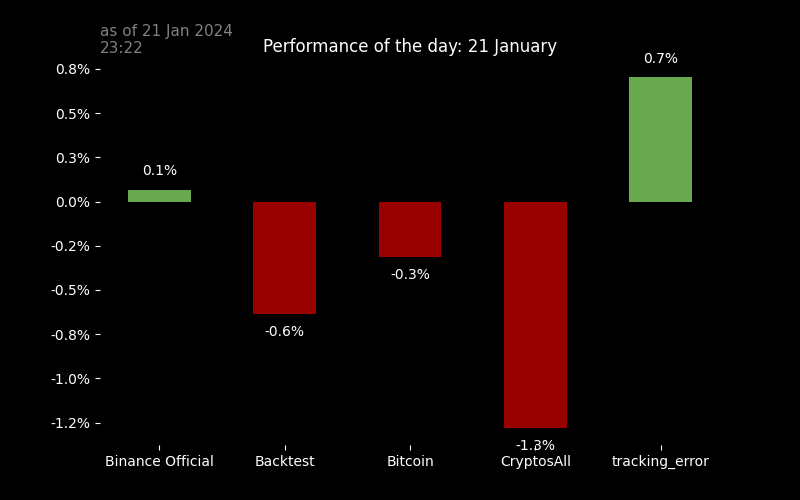 as of 21 Jan 2024
23:22
Performance of the day: 21 January
0.8%
0.5%
0.3%
0.0%
-0.2%
-0.5%
-0.8%
-1.0%
-1.2%
0.1%
-0.6%
-0.3%
-1.3%
0.7%
Binance Official
Backtest
Bitcoin
CryptosAll
tracking_error